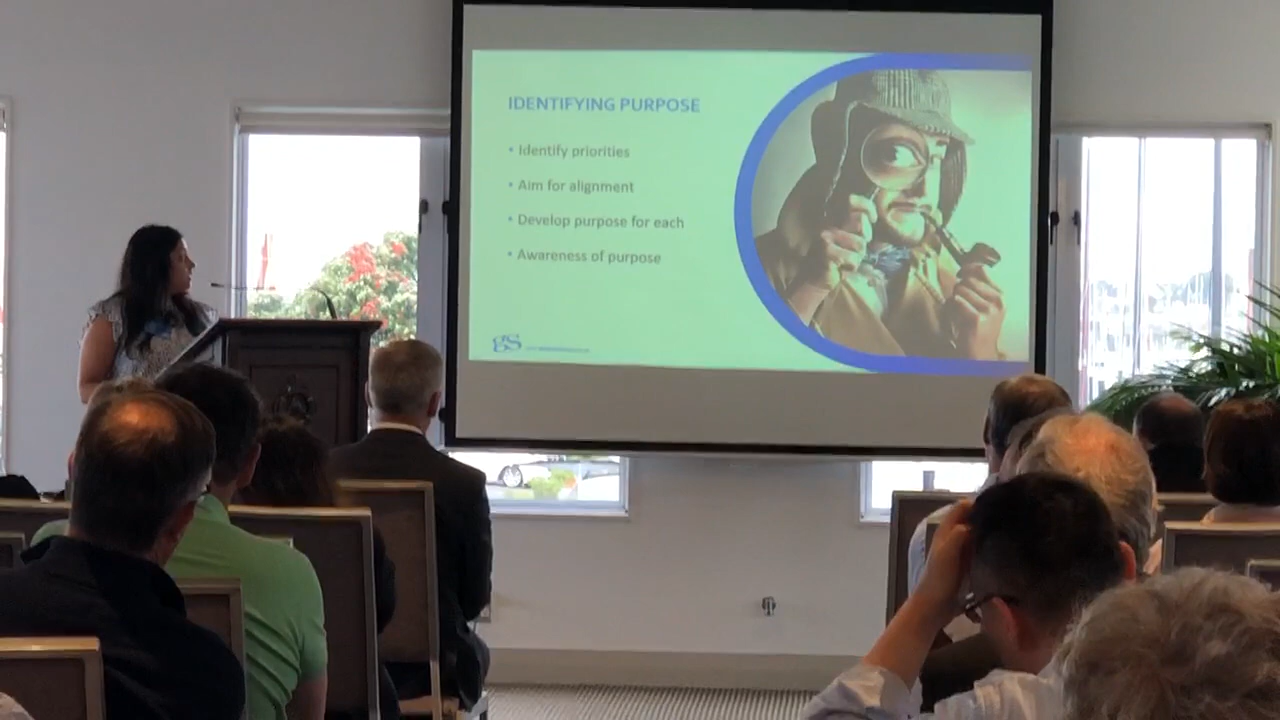 IDENTIFYING PURPOSE
• Identify priorities
• Aim for alignment
• Develop purpose for each
• Awareness of purpose
gs